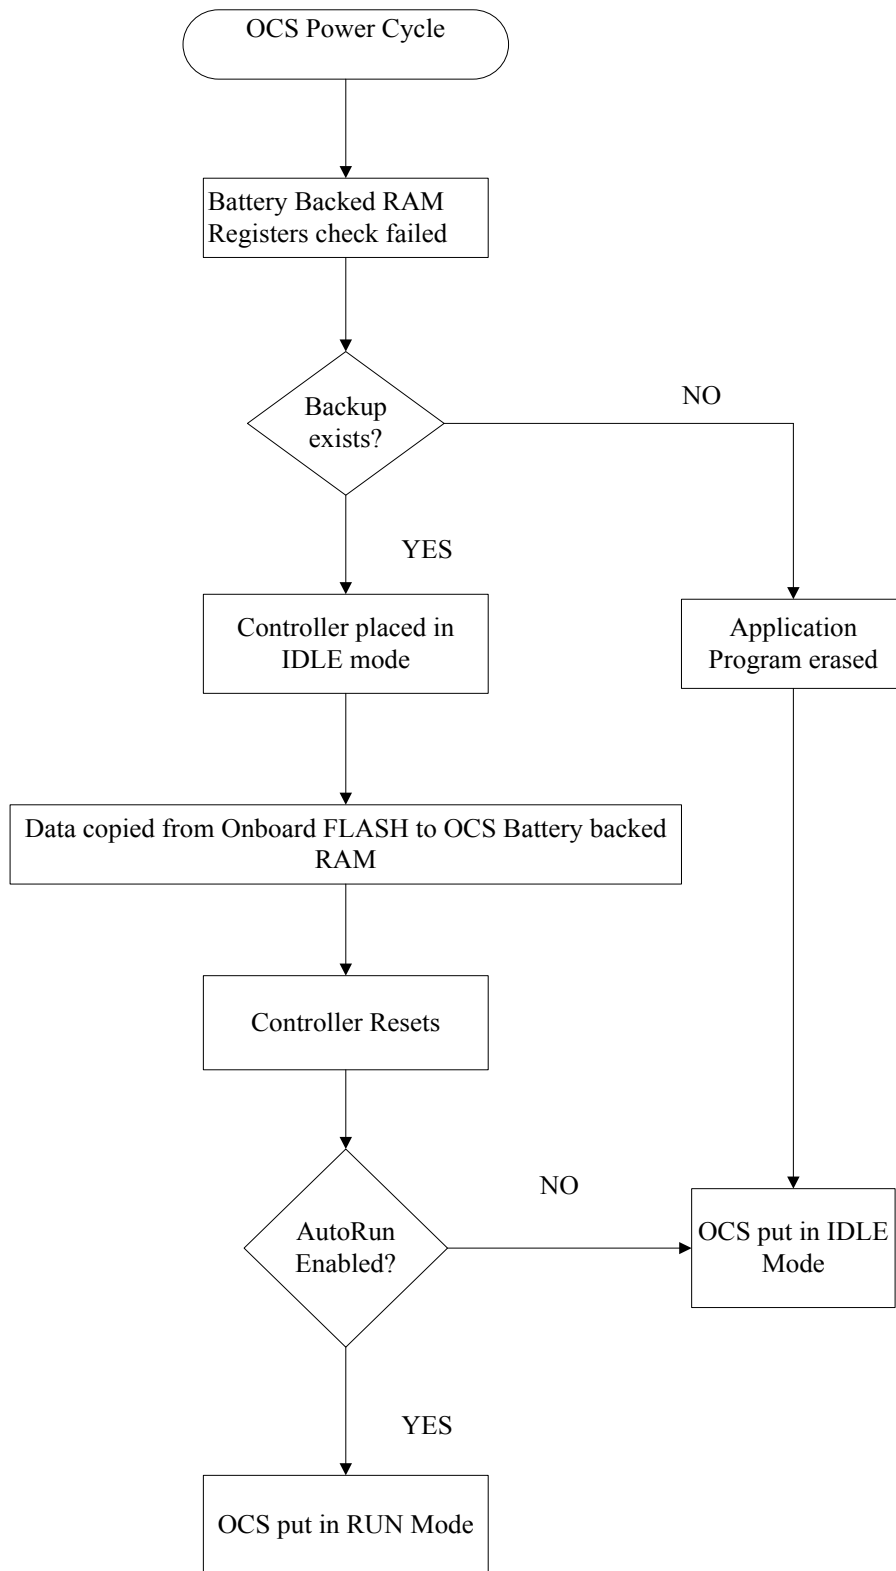 OCS Power Cycle
Battery Backed RAM
Registers check failed
Backup
exists?
NO
YES
Controller placed in
IDLE mode
Application
Program erased
Data copied from Onboard FLASH to OCS Battery backed
RAM
Controller Resets
AutoRun
Enabled?
NO
OCS put in IDLE
Mode
YES
OCS put in RUN Mode